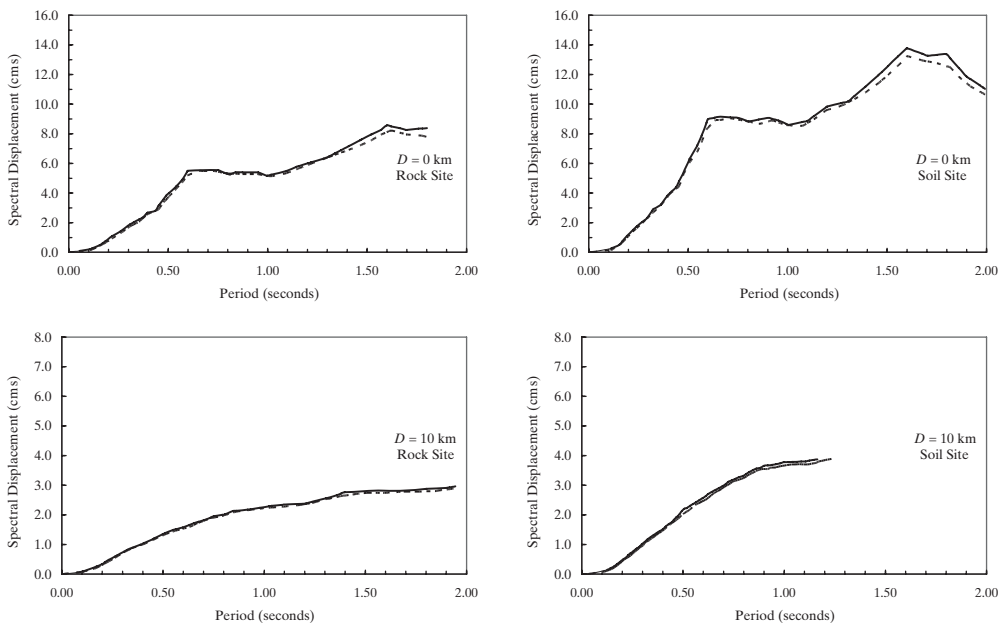 16.0
14.0
12.0
10.0
8.0
6.0
4.0
2.0
0.0
Spectral Displacement (cms)
D = 0 km
Rock Site
0.00 0.50 1.00 1.50 2.00
Period (seconds)
16.0
14.0
12.0
10.0
8.0
6.0
4.0
2.0
0.0
Spectral Displacement (cms)
D = 0 km
Soil Site
0.00 0.50 1.00 1.50 2.00
Period (seconds)
8.0
7.0
6.0
5.0
4.0
3.0
2.0
1.0
0.0
Spectral Displacement (cms)
D = 10 km
Rock Site
0.00 0.50 1.00 1.50 2.00
Period (seconds)
8.0
7.0
6.0
5.0
4.0
3.0
2.0
1.0
0.0
Spectral Displacement (cms)
D = 10 km
Soil Site
0.00 0.50 1.00 1.50 2.00
Period (seconds)